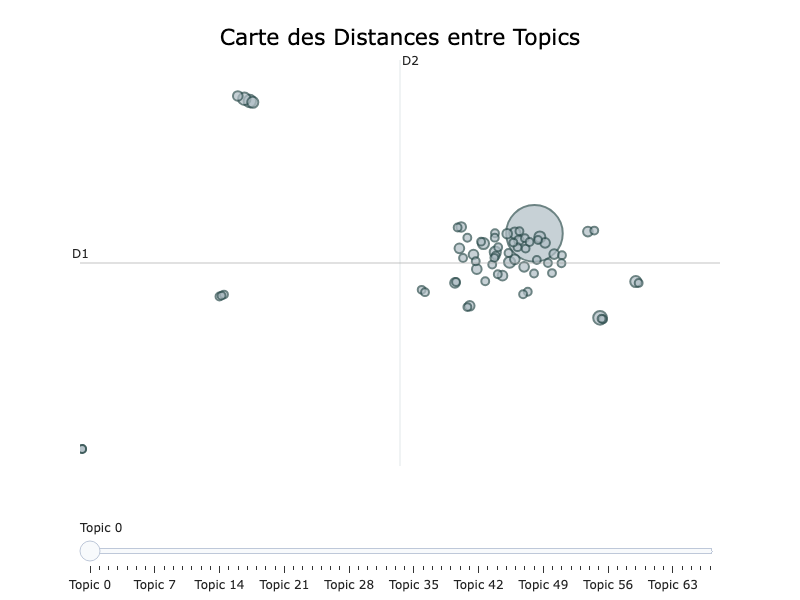 Carte des Distances entre Topics
D2
D1
Topic 0
Topic 0 Topic 7 Topic 14 Topic 21 Topic 28 Topic 35 Topic 42 Topic 49 Topic 56 Topic 63